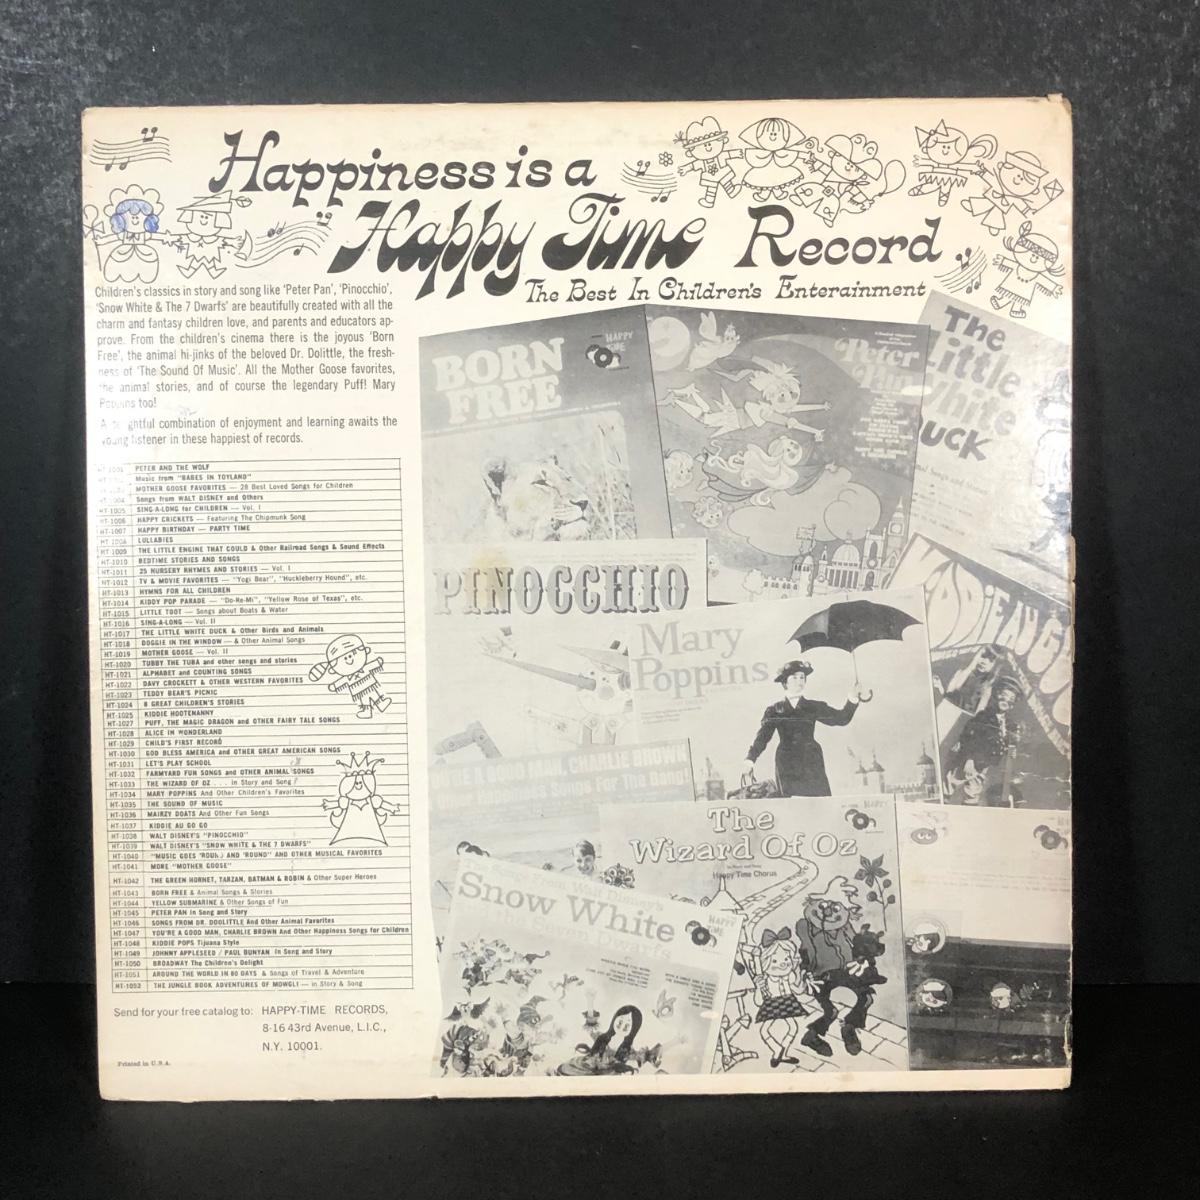 Happiness is a
Happy Time Record
The Best In Children's Enterainment
Children's classics in story and song like 'Peter Pan', 'Pinocchio',
'Snow White & The 7 Dwarfs' are beautifully created with all the
charm and fantasy children love, and parents and educators ap-
prove. From the children's cinema there is the joyous 'Born
Free', the animal hi-jinks of the beloved Dr. Dolittle, the fresh-
ness of 'The Sound Of Music'. All the Mother Goose favorites,
the animal stories, and of course the legendary Puff! Mary
Poppins too!
combination of enjoyment and learning awaits the
young listener in these happiest of records.
HT-1001 PETER AND THE WOLF
Music from "BABES IN TOYLAND"
MOTHER GOOSE FAVORITES — 28 Best Loved Songs for Children
HT-1004 Songs from WALT DISNEY and Others
HT-1005 SING-A-LONG for CHILDREN — Vol. I
HT-1006 HAPPY CRICKETS — Featuring The Chipmunk Song
HT-1007 HAPPY BIRTHDAY — PARTY TIME
HT-1008 LULLABIES
HT-1009 THE LITTLE ENGINE THAT COULD & Other Railroad Songs & Sound Effects
HT-1010 BEDTIME STORIES AND SONGS
HT-1011 25 NURSERY RHYMES AND STORIES — Vol. I
HT-1012 TV & MOVIE FAVORITES — "Yogi Bear", "Huckleberry Hound", etc.
HT-1013 HYMNS FOR ALL CHILDREN
HT-1014 KIDDY POP PARADE — "Do-Re-Mi", "Yellow Rose of Texas", etc.
HT-1015 LITTLE TOOT — Songs about Boats & Water
HT-1016 SING-A-LONG — Vol. II
HT-1017 THE LITTLE WHITE DUCK & Other Birds and Animals
HT-1018 DOGGIE IN THE WINDOW — & Other Animal Songs
HT-1019 MOTHER GOOSE — Vol. II
HT-1020 TUBBY THE TUBA and other songs and stories
HT-1021 ALPHABET and COUNTING SONGS
HT-1022 DAVY CROCKETT & OTHER WESTERN FAVORITES
HT-1023 TEDDY BEAR'S PICNIC
HT-1024 8 GREAT CHILDREN'S STORIES
HT-1025 KIDDIE HOOTENANNY
HT-1027 PUFF, THE MAGIC DRAGON and OTHER FAIRY TALE SONGS
HT-1028 ALICE IN WONDERLAND
HT-1029 CHILD'S FIRST RECORD
HT-1030 GOD BLESS AMERICA and OTHER GREAT AMERICAN SONGS
HT-1031 LET'S PLAY SCHOOL
HT-1032 FARMYARD FUN SONGS and OTHER ANIMAL SONGS
HT-1033 THE WIZARD OF OZ . . . in Story and Song
HT-1034 MARY POPPINS And Other Children's Favorites
HT-1035 THE SOUND OF MUSIC
HT-1036 MAIRZY DOATS And Other Fun Songs
HT-1037 KIDDIE AU GO GO
HT-1038 WALT DISNEY'S "PINOCCHIO"
HT-1039 WALT DISNEY'S "SNOW WHITE & THE 7 DWARFS"
HT-1040 "MUSIC GOES 'ROUND AND 'ROUND" AND OTHER MUSICAL FAVORITES
HT-1041 MORE "MOTHER GOOSE"
HT-1042 THE GREEN HORNET, TARZAN, BATMAN & ROBIN & Other Super Heroes
HT-1043 BORN FREE & Animal Songs & Stories
HT-1044 YELLOW SUBMARINE & Other Songs of Fun
HT-1045 PETER PAN in Song and Story
HT-1046 SONGS FROM DR. DOOLITTLE And Other Animal Favorites
HT-1047 YOU'RE A GOOD MAN, CHARLIE BROWN And Other Happiness Songs for Children
HT-1048 KIDDIE POPS Tijuana Style
HT-1049 JOHNNY APPLESEED / PAUL BUNYAN in Song and Story
HT-1050 BROADWAY The Children's Delight
HT-1051 AROUND THE WORLD IN 80 DAYS & Songs of Travel & Adventure
HT-1052 THE JUNGLE BOOK ADVENTURES OF MOWGLI — in Story & Song
Send for your free catalog to: HAPPY-TIME RECORDS,
8-16 43rd Avenue, L.I.C.,
N.Y. 10001.
Printed in U.S.A.
BORN
FREE
HAPPY
TIME
Peter
Pan
The
little
White
DUCK
PINOCCHIO
Mary
Poppins
A GOOD MAN, CHARLIE BROWN
The
Wizard Of Oz
Happy Time Chorus
HAPPY
Snow White
HAPPY